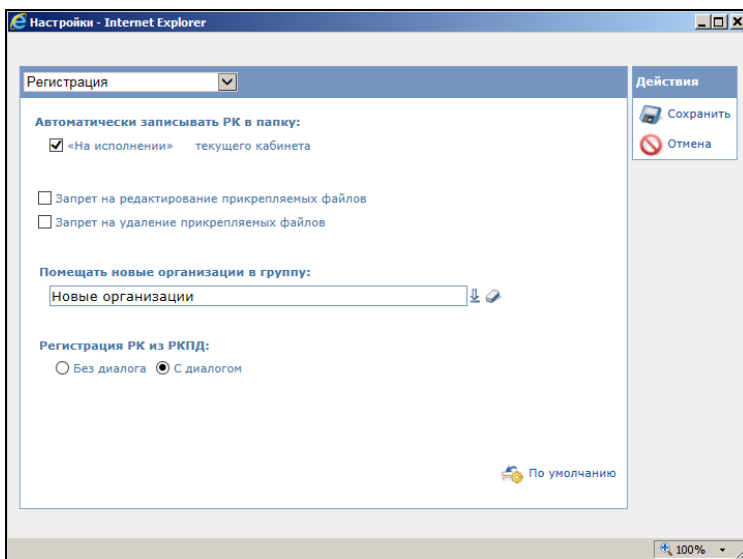 Настройки - Internet Explorer
Регистрация
Действия
Автоматически записывать РК в папку:
Сохранить
«На исполнении» текущего кабинета
Отмена
Запрет на редактирование прикрепляемых файлов
Запрет на удаление прикрепляемых файлов
Помещать новые организации в группу:
Новые организации
Регистрация РК из РКПД:
Без диалога С диалогом
По умолчанию
100%